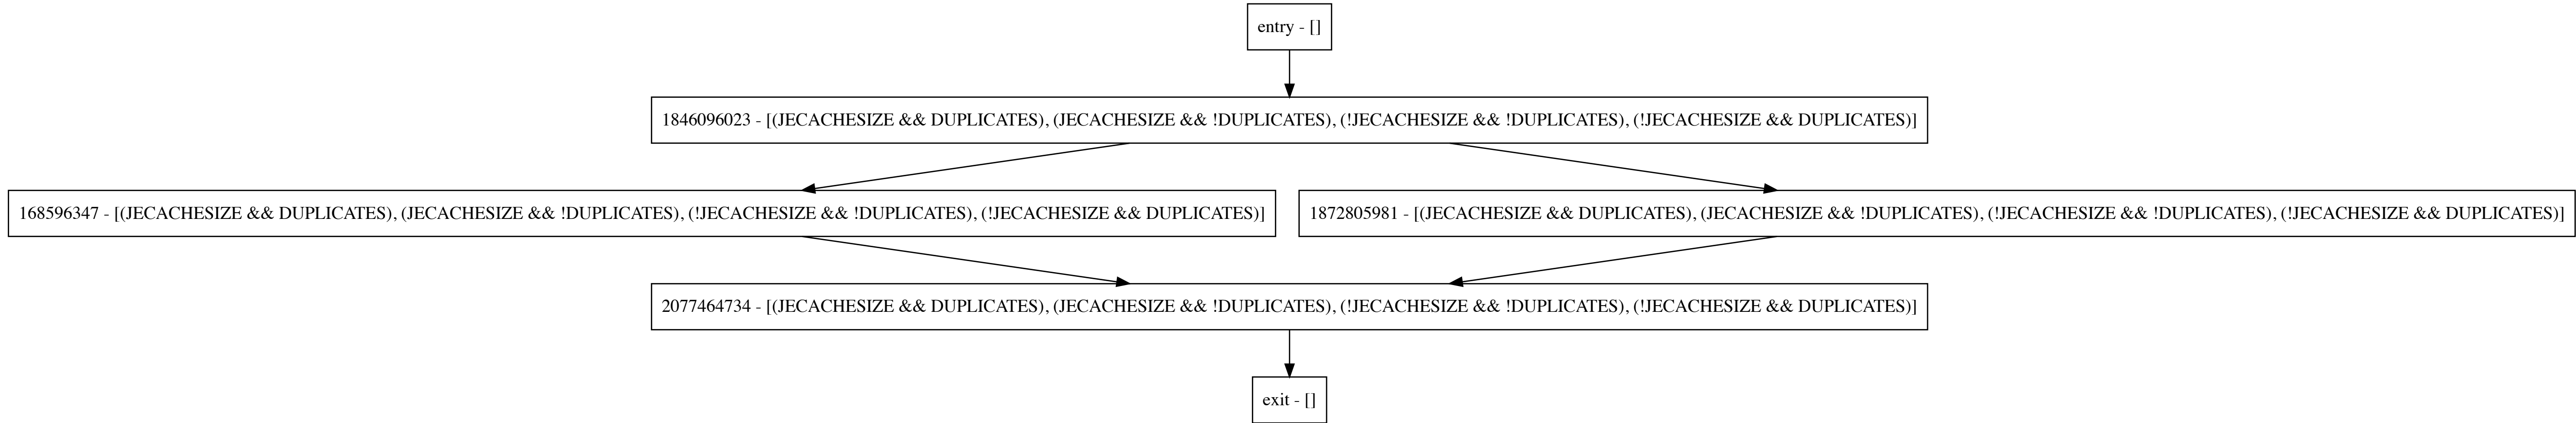 entry - []
1846096023 - [(JECACHESIZE && DUPLICATES), (JECACHESIZE && !DUPLICATES), (!JECACHESIZE && !DUPLICATES), (!JECACHESIZE && DUPLICATES)]
168596347 - [(JECACHESIZE && DUPLICATES), (JECACHESIZE && !DUPLICATES), (!JECACHESIZE && !DUPLICATES), (!JECACHESIZE && DUPLICATES)]
1872805981 - [(JECACHESIZE && DUPLICATES), (JECACHESIZE && !DUPLICATES), (!JECACHESIZE && !DUPLICATES), (!JECACHESIZE && DUPLICATES)]
2077464734 - [(JECACHESIZE && DUPLICATES), (JECACHESIZE && !DUPLICATES), (!JECACHESIZE && !DUPLICATES), (!JECACHESIZE && DUPLICATES)]
exit - []